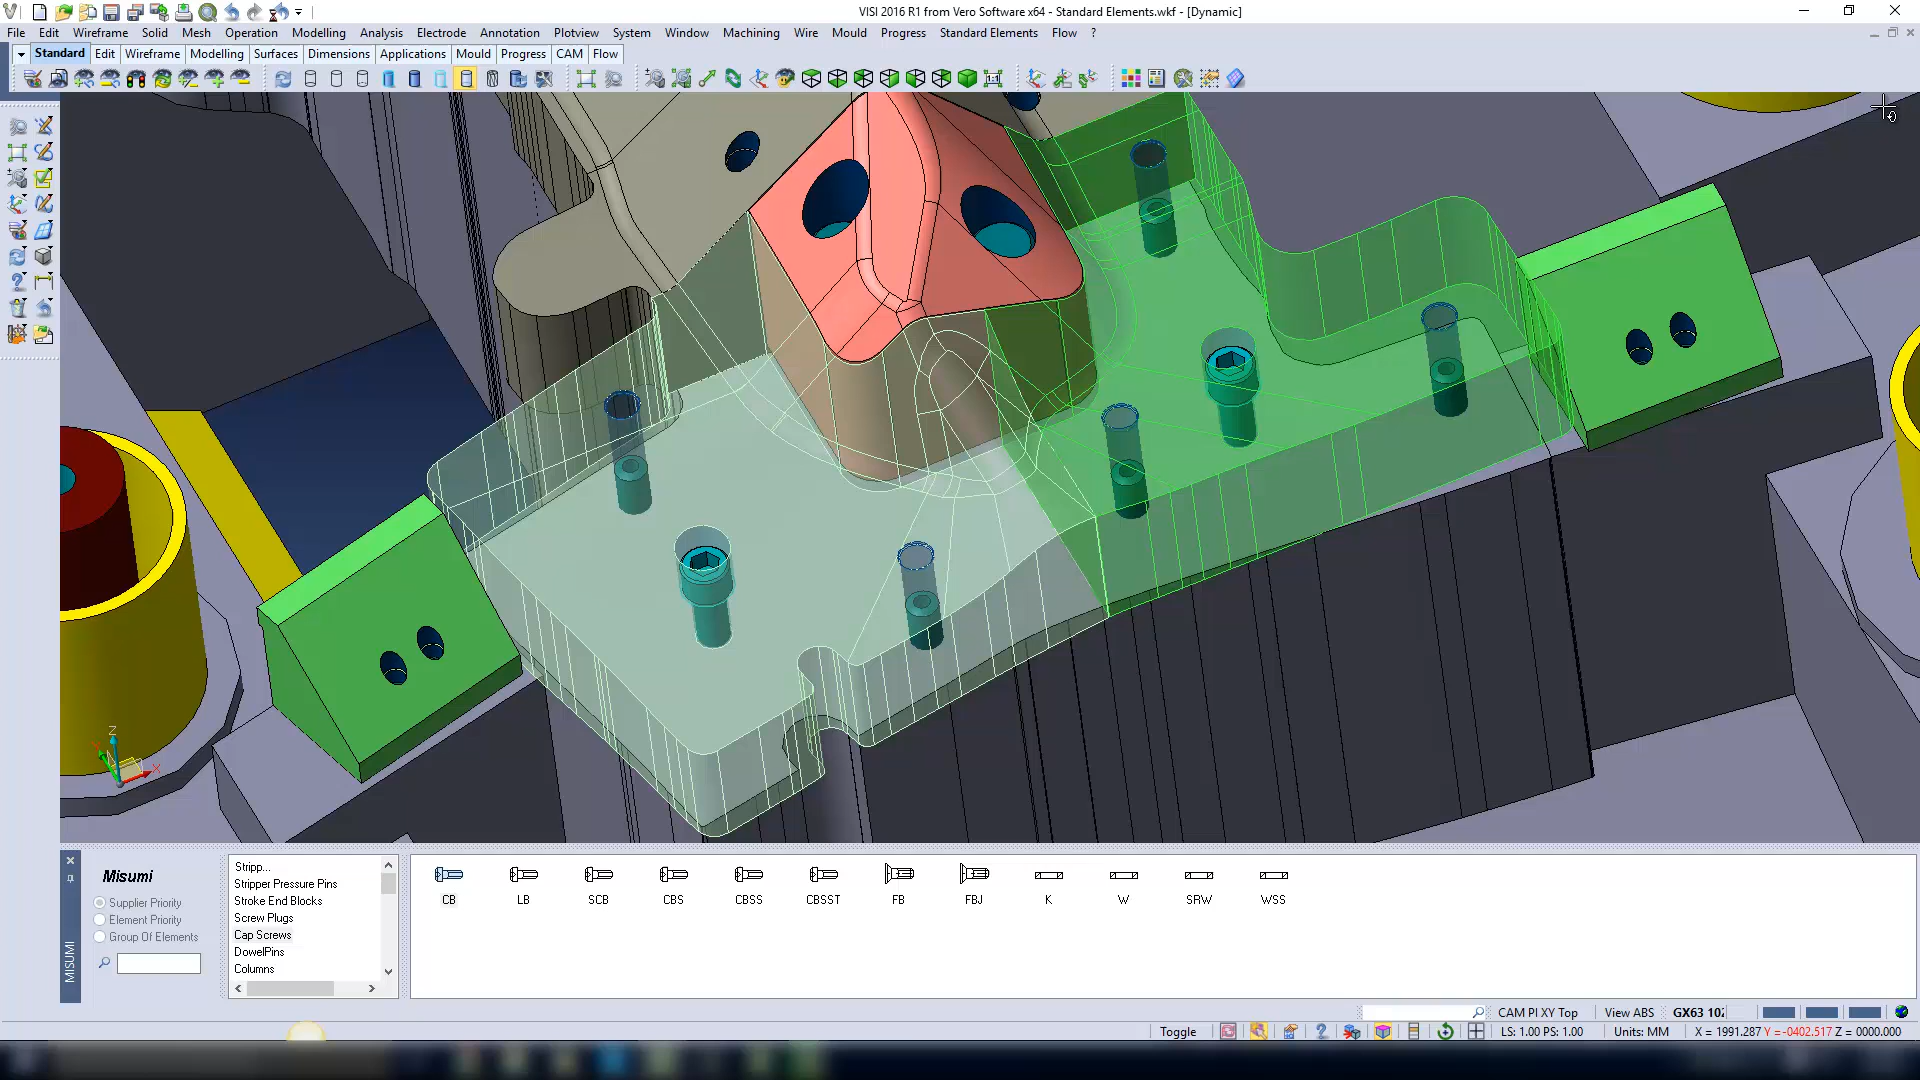 VISI 2016 R1 from Vero Software x64 - Standard Elements.wkf - [Dynamic]
File Edit Wireframe Solid Mesh Operation Modelling Analysis Electrode Annotation Plotview System Window Machining Wire Mould Progress Standard Elements Flow ?
Standard Edit Wireframe Modelling Surfaces Dimensions Applications Mould Progress CAM Flow
1:1
Z
X
MISUMI
Misumi
Supplier Priority
Element Priority
Group Of Elements
Stripp...
Stripper Pressure Pins
Stroke End Blocks
Screw Plugs
Cap Screws
DowelPins
Columns
CB LB SCB CBS CBSS CBSST FB FBJ K W SRW WSS
CAM PI XY Top View ABS GX63 10
Toggle LS: 1.00 PS: 1.00 Units: MM X = 1991.287 Y =-0402.517 Z = 0000.000